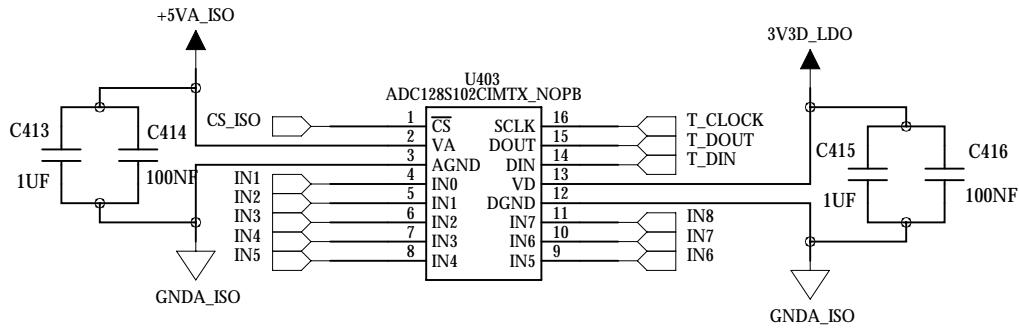 +5VA_ISO
3V3D_LDO
U403
ADC128S102CIMTX_NOPB
C413
C414
1UF
100NF
CS_ISO
1
CS
SCLK
16
T_CLOCK
2
VA
DOUT
15
T_DOUT
3
AGND
DIN
14
T_DIN
IN1
4
IN0
VD
13
IN2
5
IN1
DGND
12
IN3
6
IN2
IN7
11
IN8
IN4
7
IN3
IN6
10
IN7
IN5
8
IN4
IN5
9
IN6
C415
C416
1UF
100NF
GNDA_ISO
GNDA_ISO